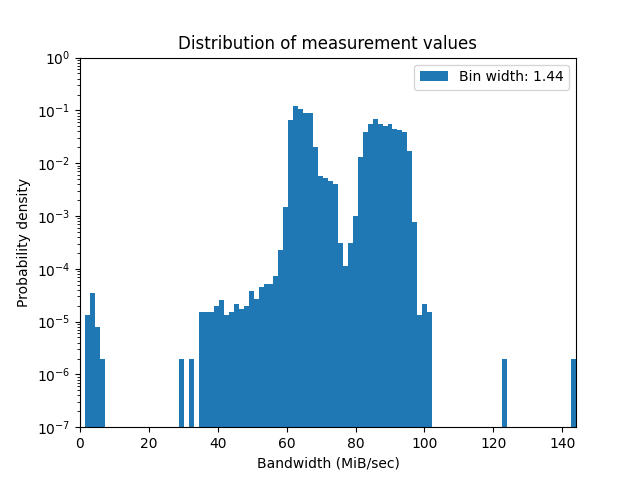 Distribution of measurement values
Bin width: 1.44
Probability density
10⁰
10⁻¹
10⁻²
10⁻³
10⁻⁴
10⁻⁵
10⁻⁶
10⁻⁷
0 20 40 60 80 100 120 140
Bandwidth (MiB/sec)